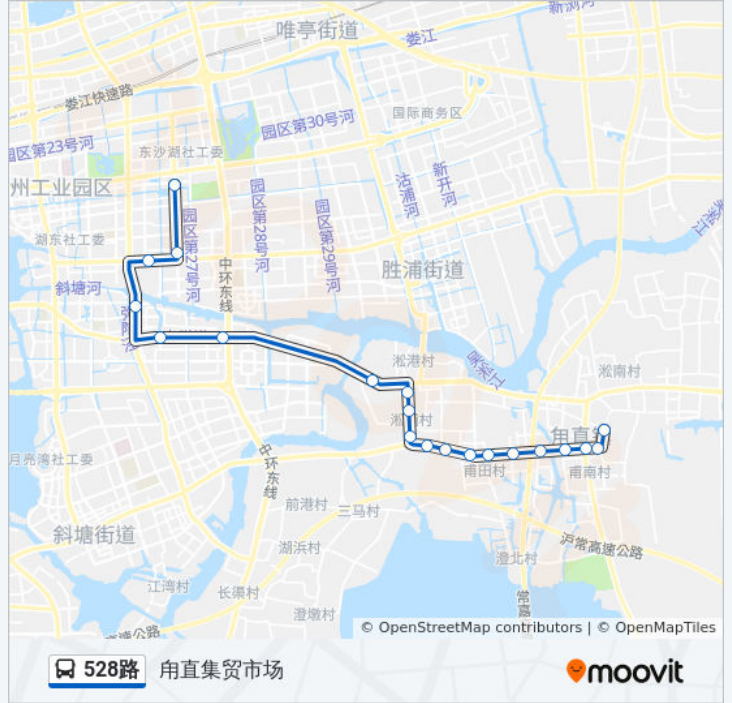 新浏河
唯亭街道
娄江
娄江快速路
国际商务区
园区第30号河
园区第23号河
东沙湖社工委
州工业园区
园区第27号河
园区第28号河
园区第29号河
沽浦河
新开河
湖东社工委
中环东线
胜浦街道
斜塘河
淞港村
吴淞江
淞南村
甪直
月亮湾社工委
中环东线
甫田村
甫南村
前港村
三马村
斜塘街道
湖浜村
沪常高速公路
澄北村
江湾村
长渠村
澄墩村
© OpenStreetMap contributors | © OpenMapTiles
528路
甪直集贸市场
moovit